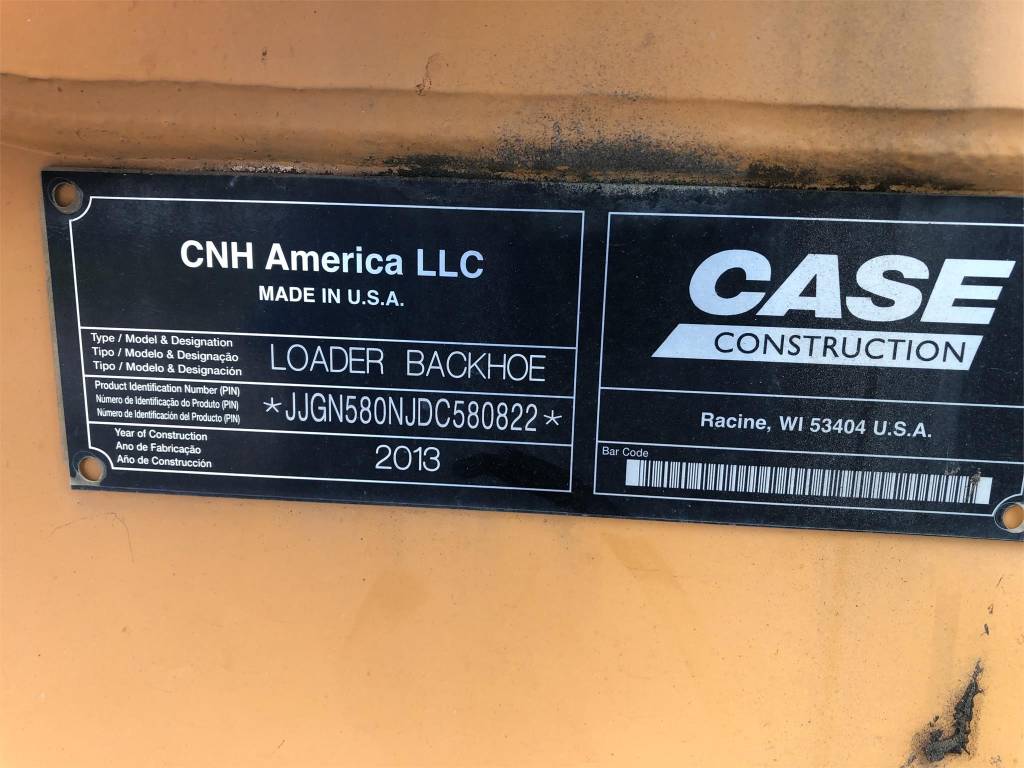 CNH America LLC
MADE IN U.S.A.
Type / Model & Designation
Tipo / Modelo & Designação
Tipo / Modelo & Designación
LOADER BACKHOE
Product Identification Number (PIN)
Número de Identificação do Produto (PIN)
Número de Identificación del Producto (PIN)
*JJGN580NJDC580822*
Year of Construction
Ano de Fabricação
Año de Construcción
2013
CASE
CONSTRUCTION
Racine, WI 53404 U.S.A.
Bar Code